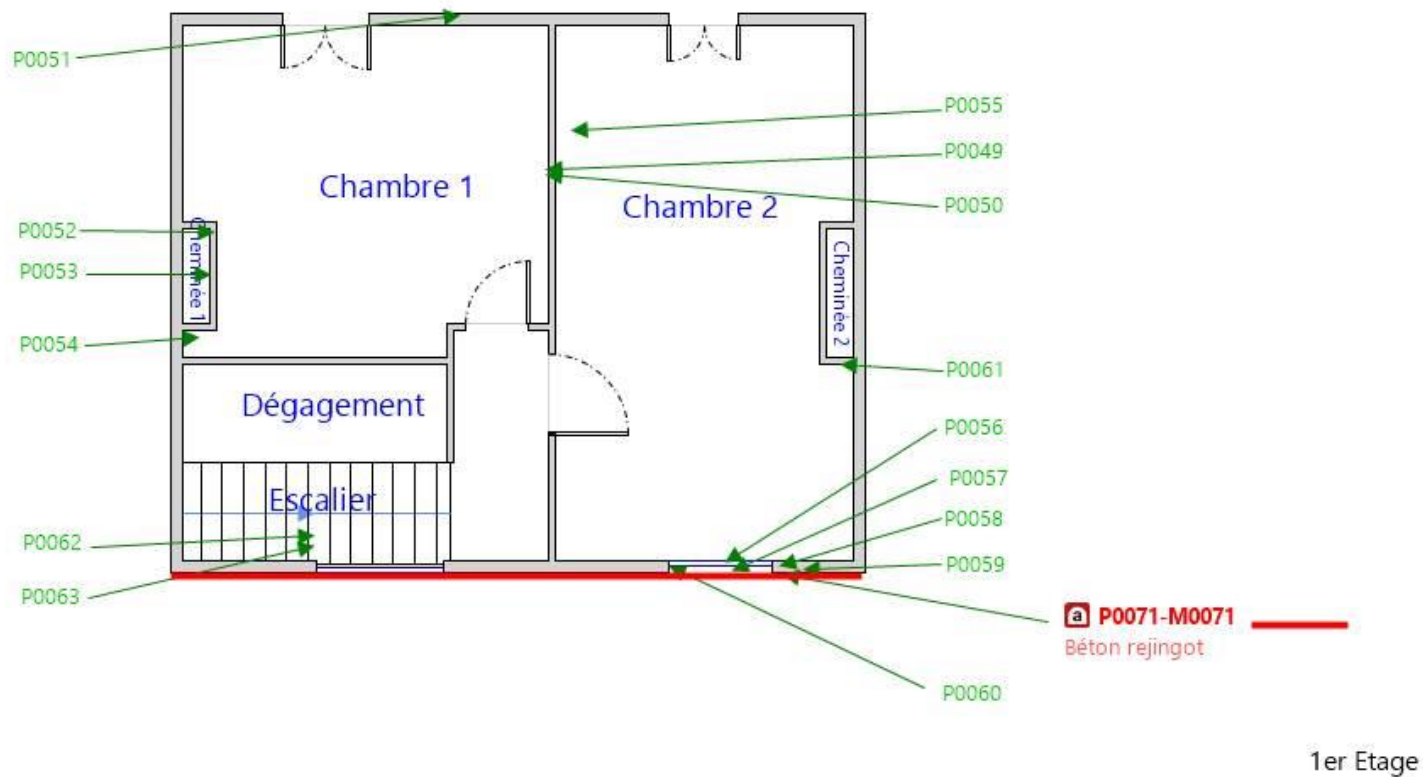 P0051
P0055
P0049
Chambre 1
P0050
Chambre 2
P0052
Cheminée 1
P0053
Cheminée 2
P0054
P0061
Dégagement
P0056
P0057
Escalier
P0058
P0062
P0059
P0063
a P0071-M0071
Béton rejingot
P0060
1er Etage